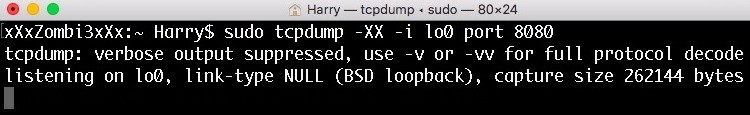 Harry — tcpdump ◂ sudo — 80×24
xXxZombi3xXx:~ Harry$ sudo tcpdump -XX -i lo0 port 8080
tcpdump: verbose output suppressed, use -v or -vv for full protocol decode
listening on lo0, link-type NULL (BSD loopback), capture size 262144 bytes